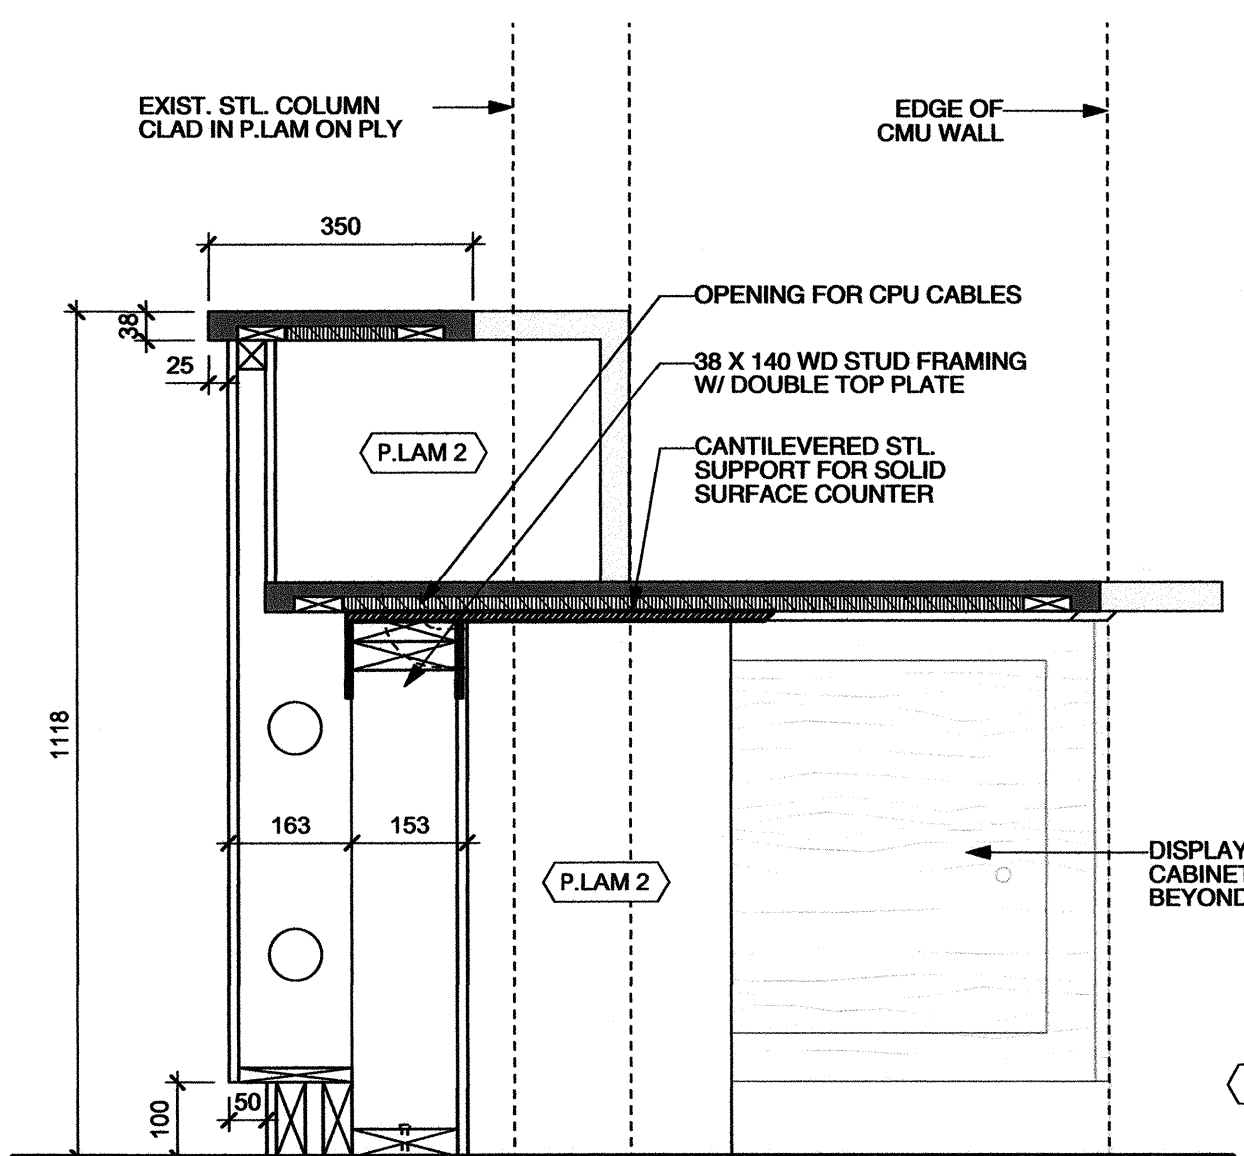 EXIST. STL. COLUMN
CLAD IN P.LAM ON PLY
EDGE OF
CMU WALL
350
OPENING FOR CPU CABLES
38
25
38 X 140 WD STUD FRAMING
W/ DOUBLE TOP PLATE
P.LAM 2
CANTILEVERED STL.
SUPPORT FOR SOLID
SURFACE COUNTER
1118
163
153
P.LAM 2
DISPLAY
CABINET
BEYOND
100
50